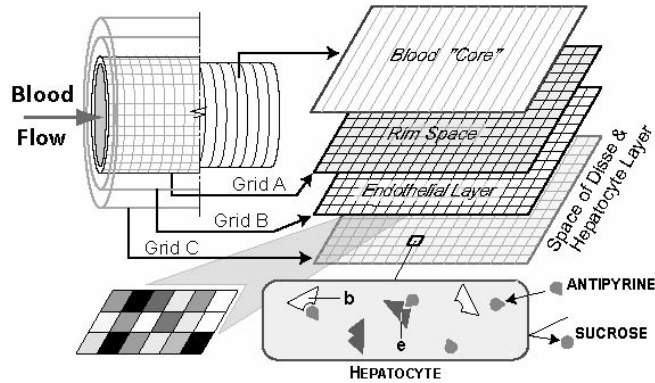 Blood "Core"
Blood
Flow
Rim Space
Grid A
Endothelial Layer
Grid B
Grid C
Space of Disse &
Hepatocyte Layer
b
e
ANTIPYRINE
SUCROSE
HEPATOCYTE